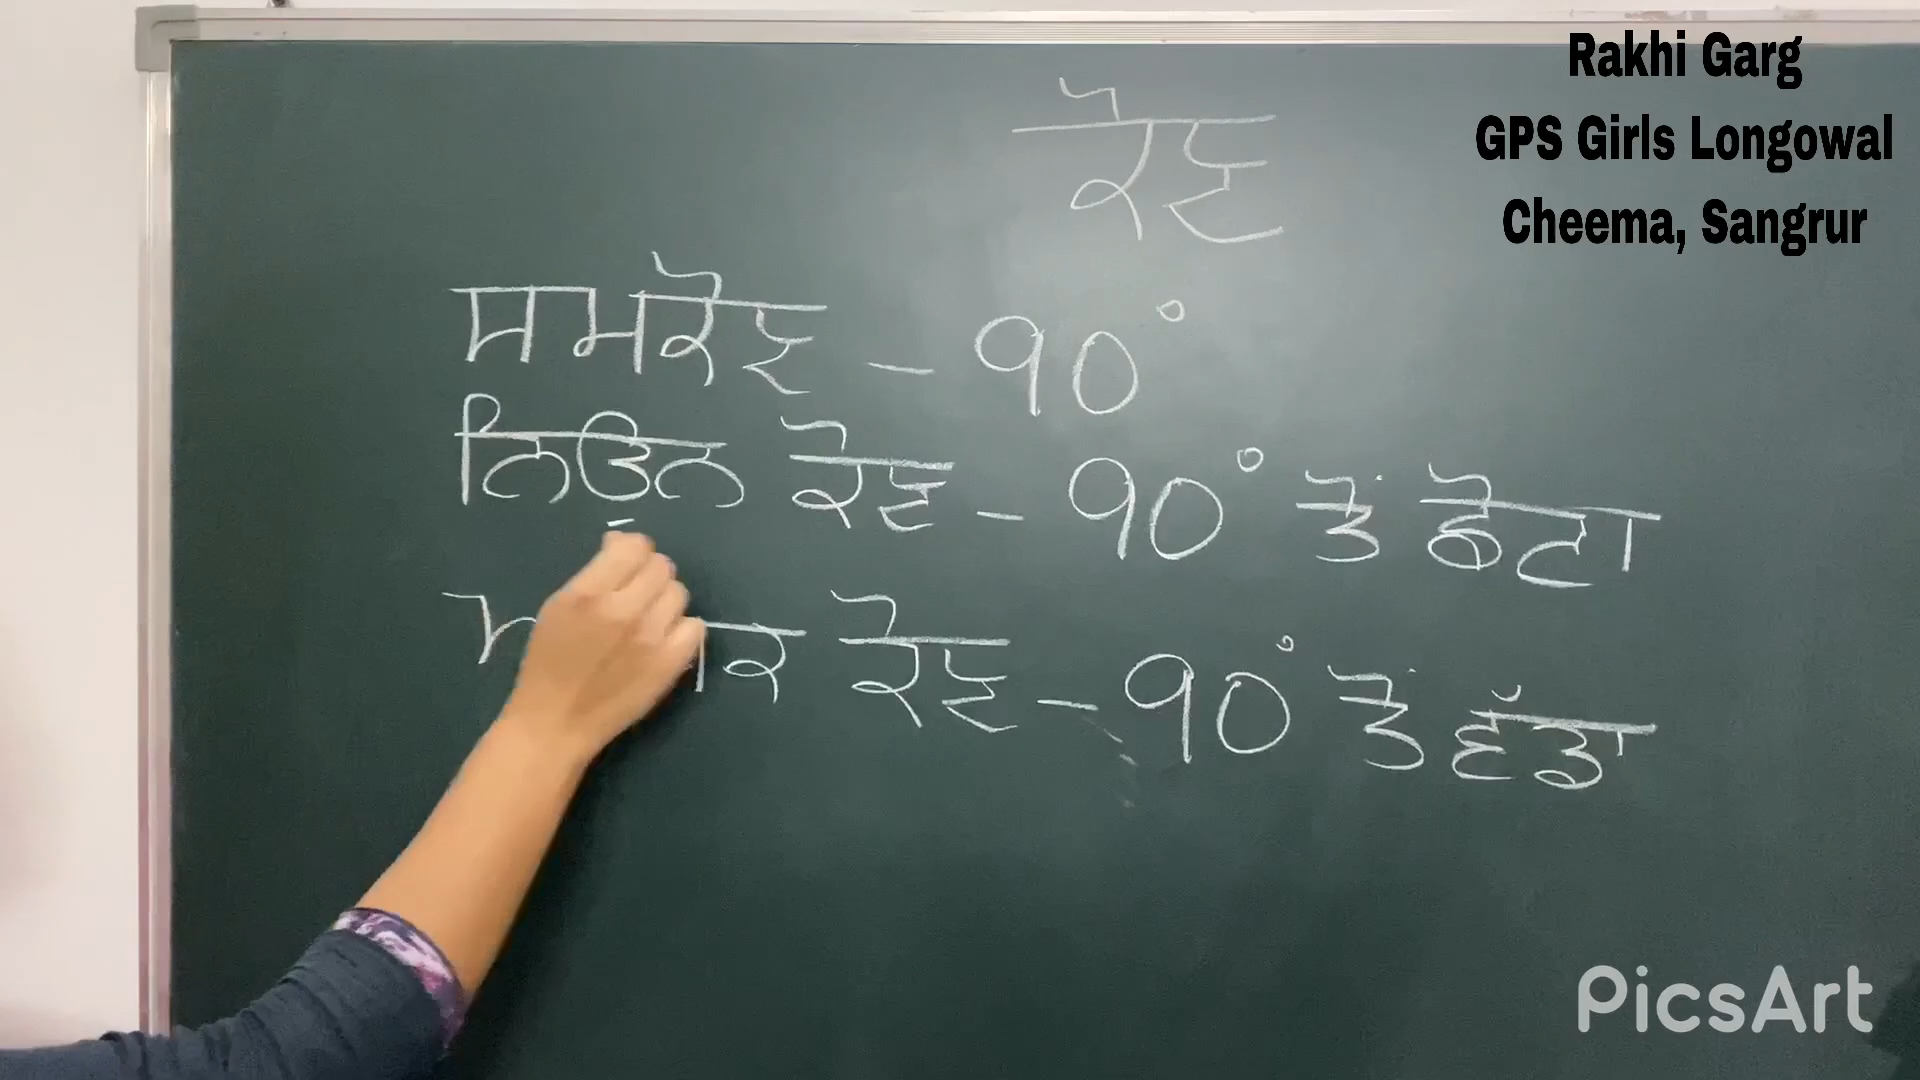 Rakhi Garg
GPS Girls Longowal
Cheema, Sangrur
ਕੋਣ
ਸਮਕੋਣ - 90°
ਨਿਊਨ ਕੋਣ - 90° ਤੋਂ ਛੋਟਾ
ਕੋਣ - 90° ਤੋਂ ਵੱਡਾ
PicsArt